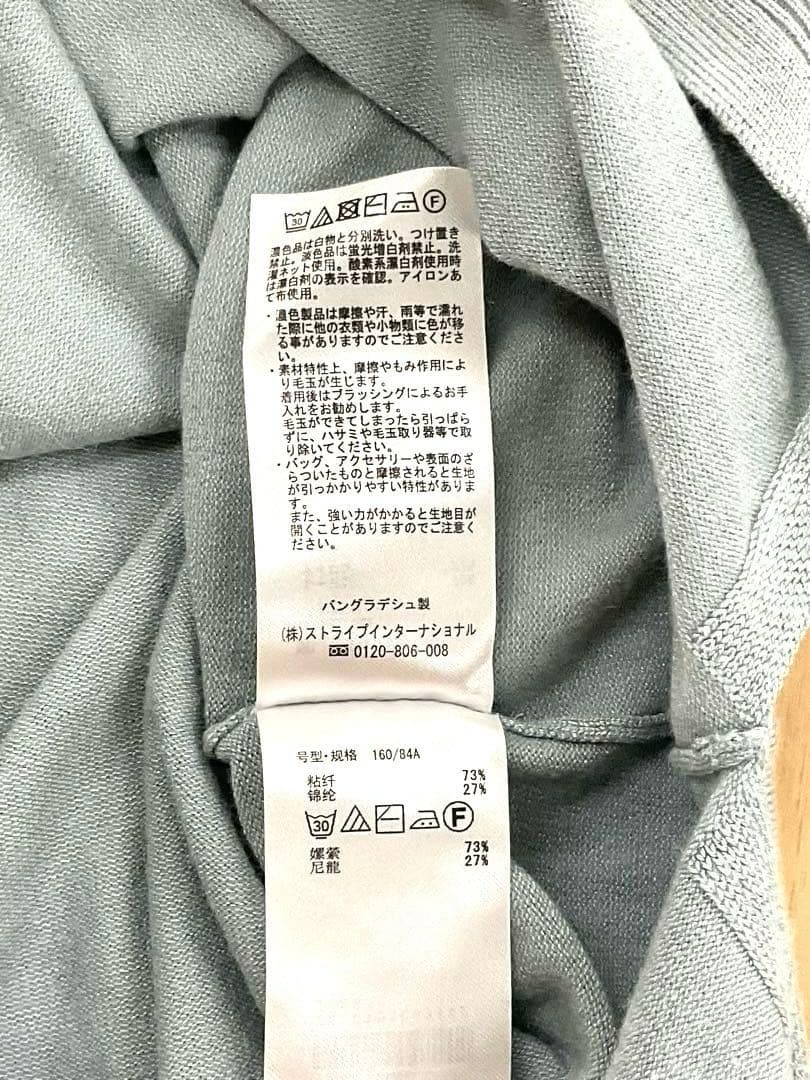 30 F
濃色品は白物と分別洗い。つけ置き
禁止。淡色品は蛍光増白剤禁止。洗
濯ネット使用。酸素系漂白剤使用時
は漂白剤の表示を確認。アイロンあ
て布使用。
・濃色製品は摩擦や汗、雨等で濡れ
た際に他の衣類や小物類に色が移
る事がありますのでご注意くださ
い。
・素材特性上、摩擦やもみ作用によ
り毛玉が生じます。
着用後はブラッシングによるお手
入れをお勧めします。
毛玉ができてしまったら引っぱら
ずに、ハサミや毛玉取り器等で取
り除いてください。
・バッグ、アクセサリーや表面のざ
らついたものと摩擦されると生地
が引っかかりやすい特性がありま
す。
また、強い力がかかると生地目が
開くことがありますのでご注意く
ださい。
バングラデシュ製
(株)ストライプインターナショナル
0120-806-008
号型・规格 160/84A
粘纤 73%
锦纶 27%
30 F
嫘縈 73%
尼龍 27%